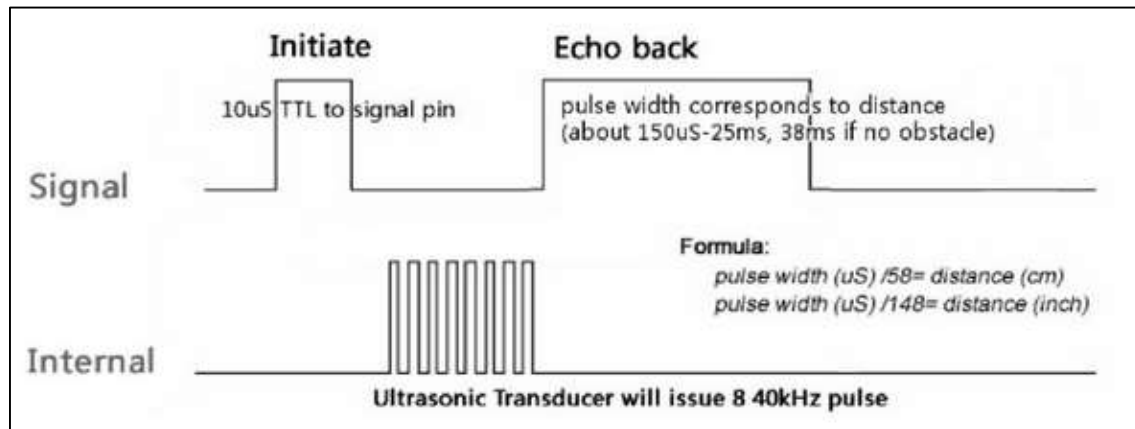 Initiate
Echo back
10uS TTL to signal pin
pulse width corresponds to distance
(about 150uS-25ms, 38ms if no obstacle)
Signal
Formula:
pulse width (uS) /58= distance (cm)
pulse width (uS) /148= distance (inch)
Internal
Ultrasonic Transducer will issue 8 40kHz pulse